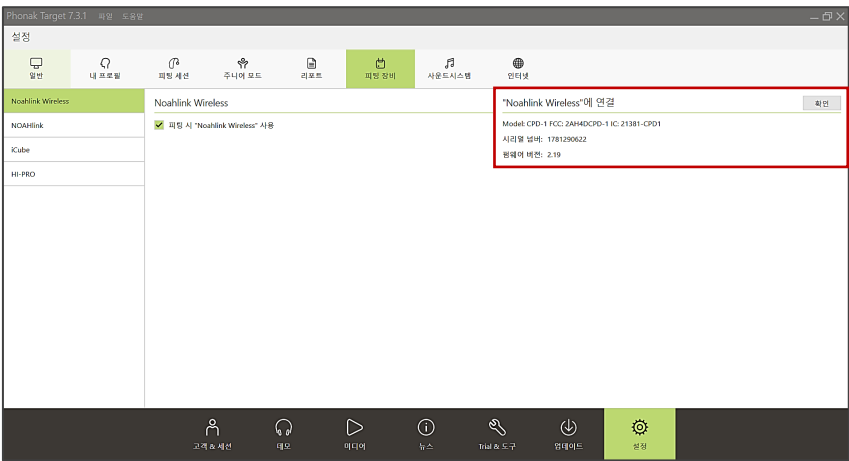 Phonak Target 7.3.1 파일 도움말
설정
일반
내 프로필
피팅 세션
주니어 모드
리포트
피팅 장비
사운드시스템
인터넷
Noahlink Wireless
NOAHlink
iCube
HI-PRO
Noahlink Wireless
피팅 시 "Noahlink Wireless" 사용
"Noahlink Wireless"에 연결
확인
Model: CPD-1 FCC: 2AH4DCPD-1 IC: 21381-CPD1
시리얼 넘버: 1781290622
펌웨어 버전: 2.19
고객 & 세션
데모
미디어
뉴스
Trial & 도구
업데이트
설정